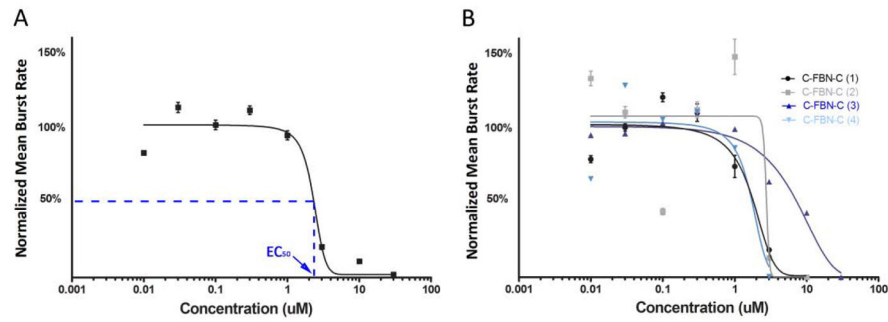 A
Normalized Mean Burst Rate
150%
100%
50%
EC50
0.001 0.01 0.1 1 10 100
Concentration (uM)
B
Normalized Mean Burst Rate
150%
100%
50%
C-FBN-C (1)
C-FBN-C (2)
C-FBN-C (3)
C-FBN-C (4)
0.001 0.01 0.1 1 10 100
Concentration (uM)